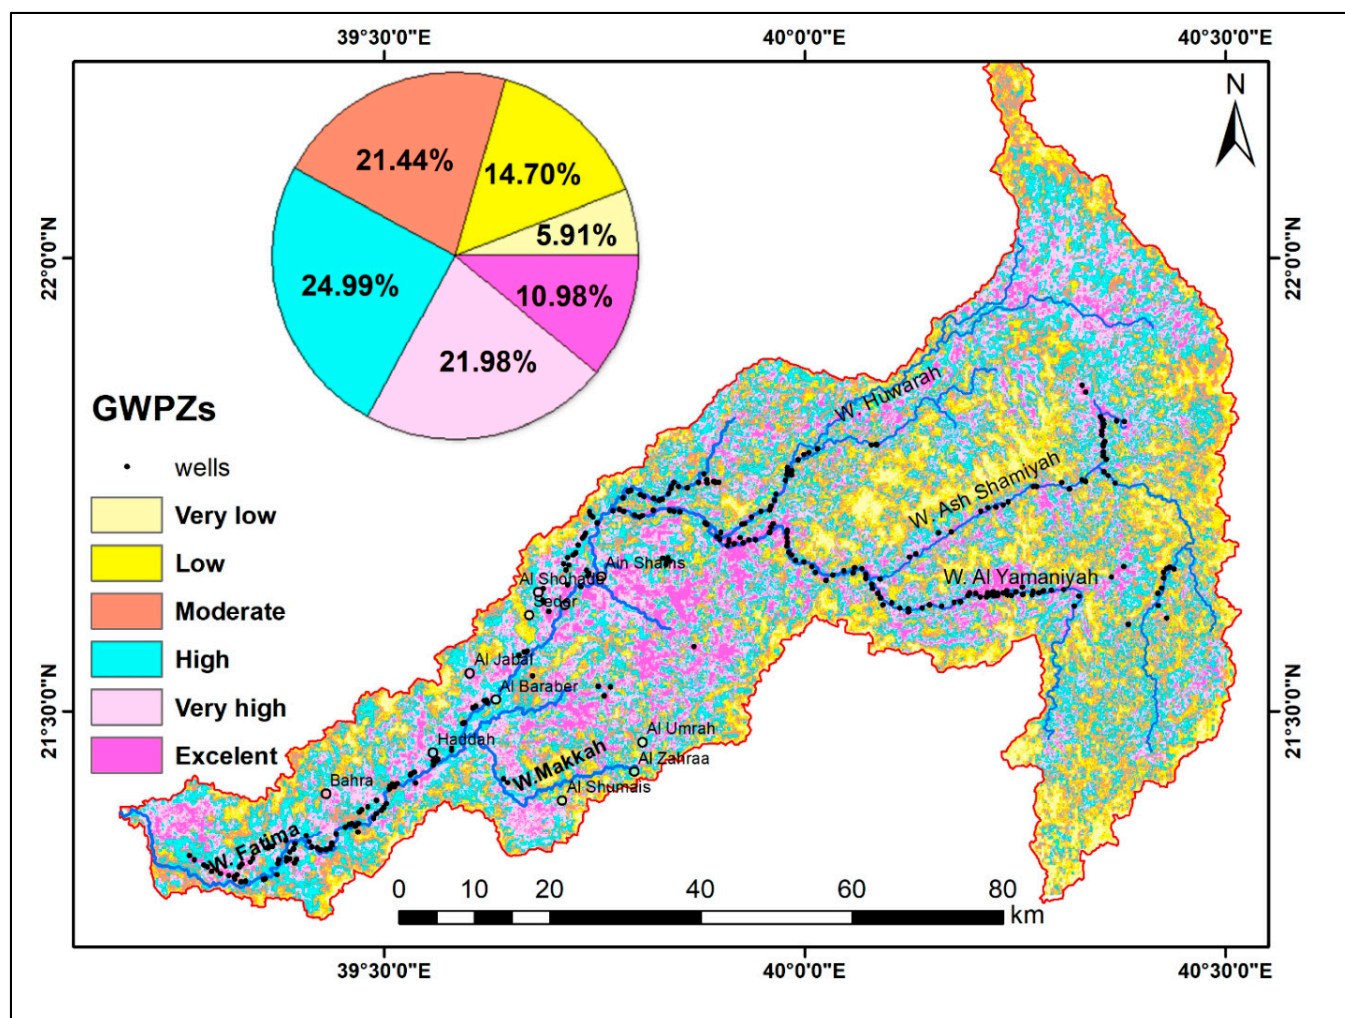 39°30'0"E
40°0'0"E
40°30'0"E
N
21.44%
14.70%
5.91%
22°0'0"N
22°0'0"N
24.99%
10.98%
21.98%
GWPZs
wells
Very low
Low
Moderate
High
Very high
Excelent
W. Huwarah
W. Ash Shamiyah
W. Al Yamaniyah
Ain Shams
Al Shohada
Sedor
Al Jabal
Al Baraber
21°30'0"N
21°30'0"N
Al Umrah
Haddah
W.Makkah
Al Zahraa
Bahra
Al Shumais
W. Fatima
0 10 20 40 60 80
km
39°30'0"E
40°0'0"E
40°30'0"E